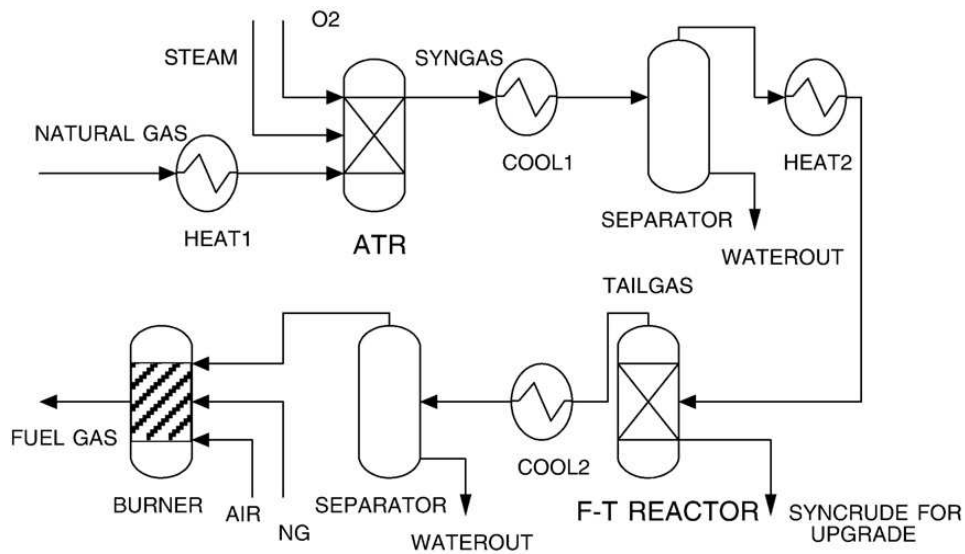 O2
STEAM
SYNGAS
NATURAL GAS
COOL1
HEAT2
HEAT1
ATR
SEPARATOR
WATEROUT
TAILGAS
FUEL GAS
COOL2
BURNER
AIR
NG
SEPARATOR
WATEROUT
F-T REACTOR
SYNCRUDE FOR
UPGRADE